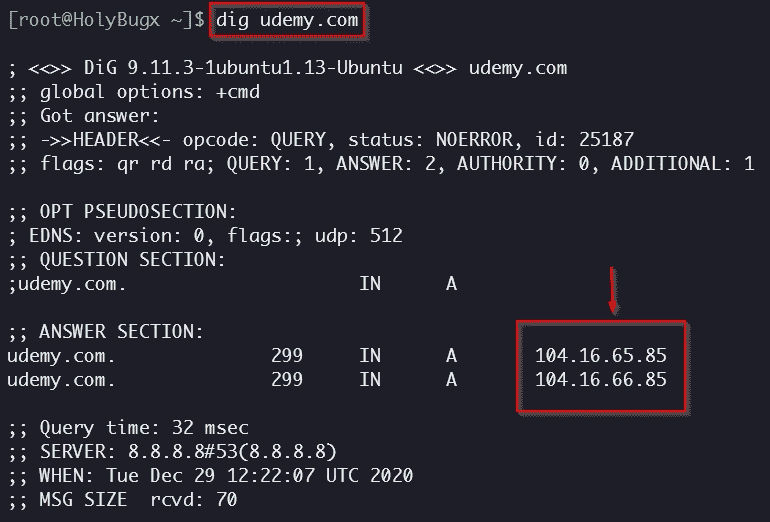 [root@HolyBugx ~]$ dig udemy.com
; <<>> DiG 9.11.3-1ubuntu1.13-Ubuntu <<>> udemy.com
;; global options: +cmd
;; Got answer:
;; ->>HEADER<<- opcode: QUERY, status: NOERROR, id: 25187
;; flags: qr rd ra; QUERY: 1, ANSWER: 2, AUTHORITY: 0, ADDITIONAL: 1
;; OPT PSEUDOSECTION:
; EDNS: version: 0, flags:; udp: 512
;; QUESTION SECTION:
;udemy.com. IN A
;; ANSWER SECTION:
udemy.com. 299 IN A 104.16.65.85
udemy.com. 299 IN A 104.16.66.85
;; Query time: 32 msec
;; SERVER: 8.8.8.8#53(8.8.8.8)
;; WHEN: Tue Dec 29 12:22:07 UTC 2020
;; MSG SIZE rcvd: 70